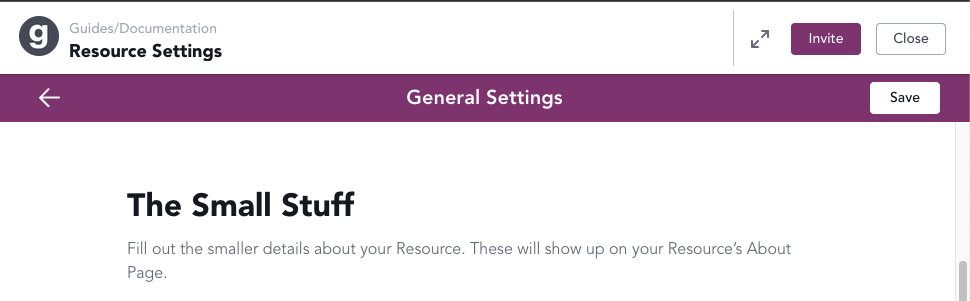 g
Guides/Documentation
Resource Settings
Invite
Close
General Settings
Save
The Small Stuff
Fill out the smaller details about your Resource. These will show up on your Resource’s About
Page.